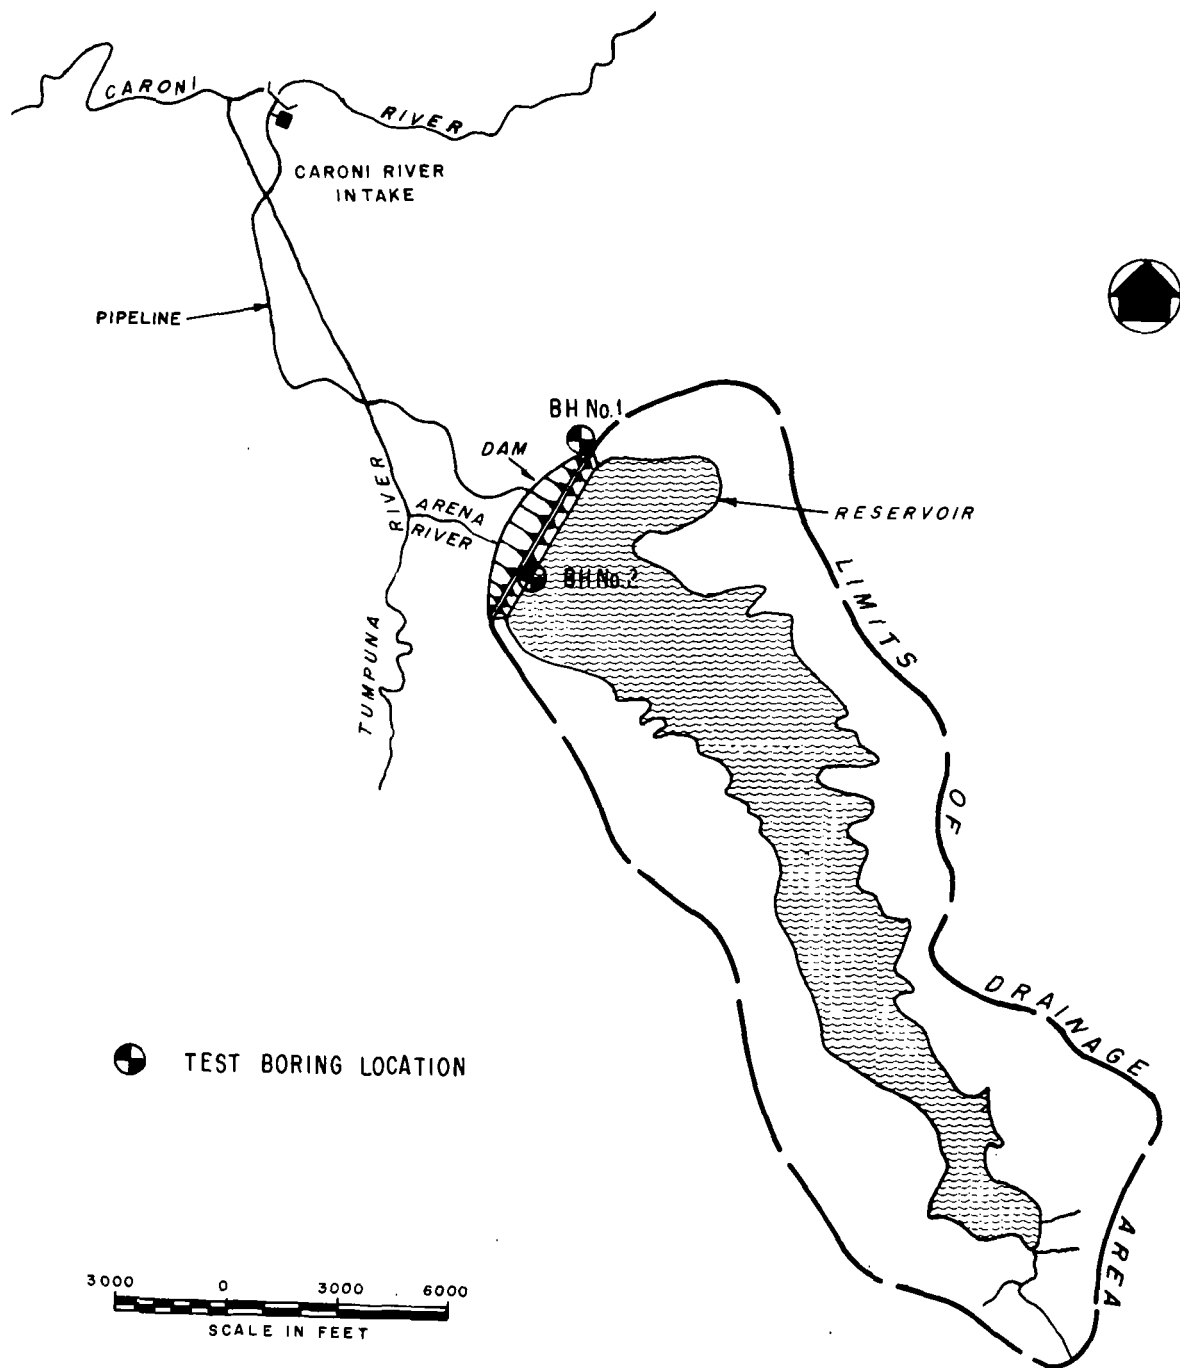 CARONI
RIVER
CARONI RIVER
INTAKE
PIPELINE
BH No.1
DAM
RIVER
ARENA
RIVER
RESERVOIR
BH No.2
TUMPUNA
LIMITS
OF
DRAINAGE
AREA
TEST BORING LOCATION
3000 0 3000 6000
SCALE IN FEET